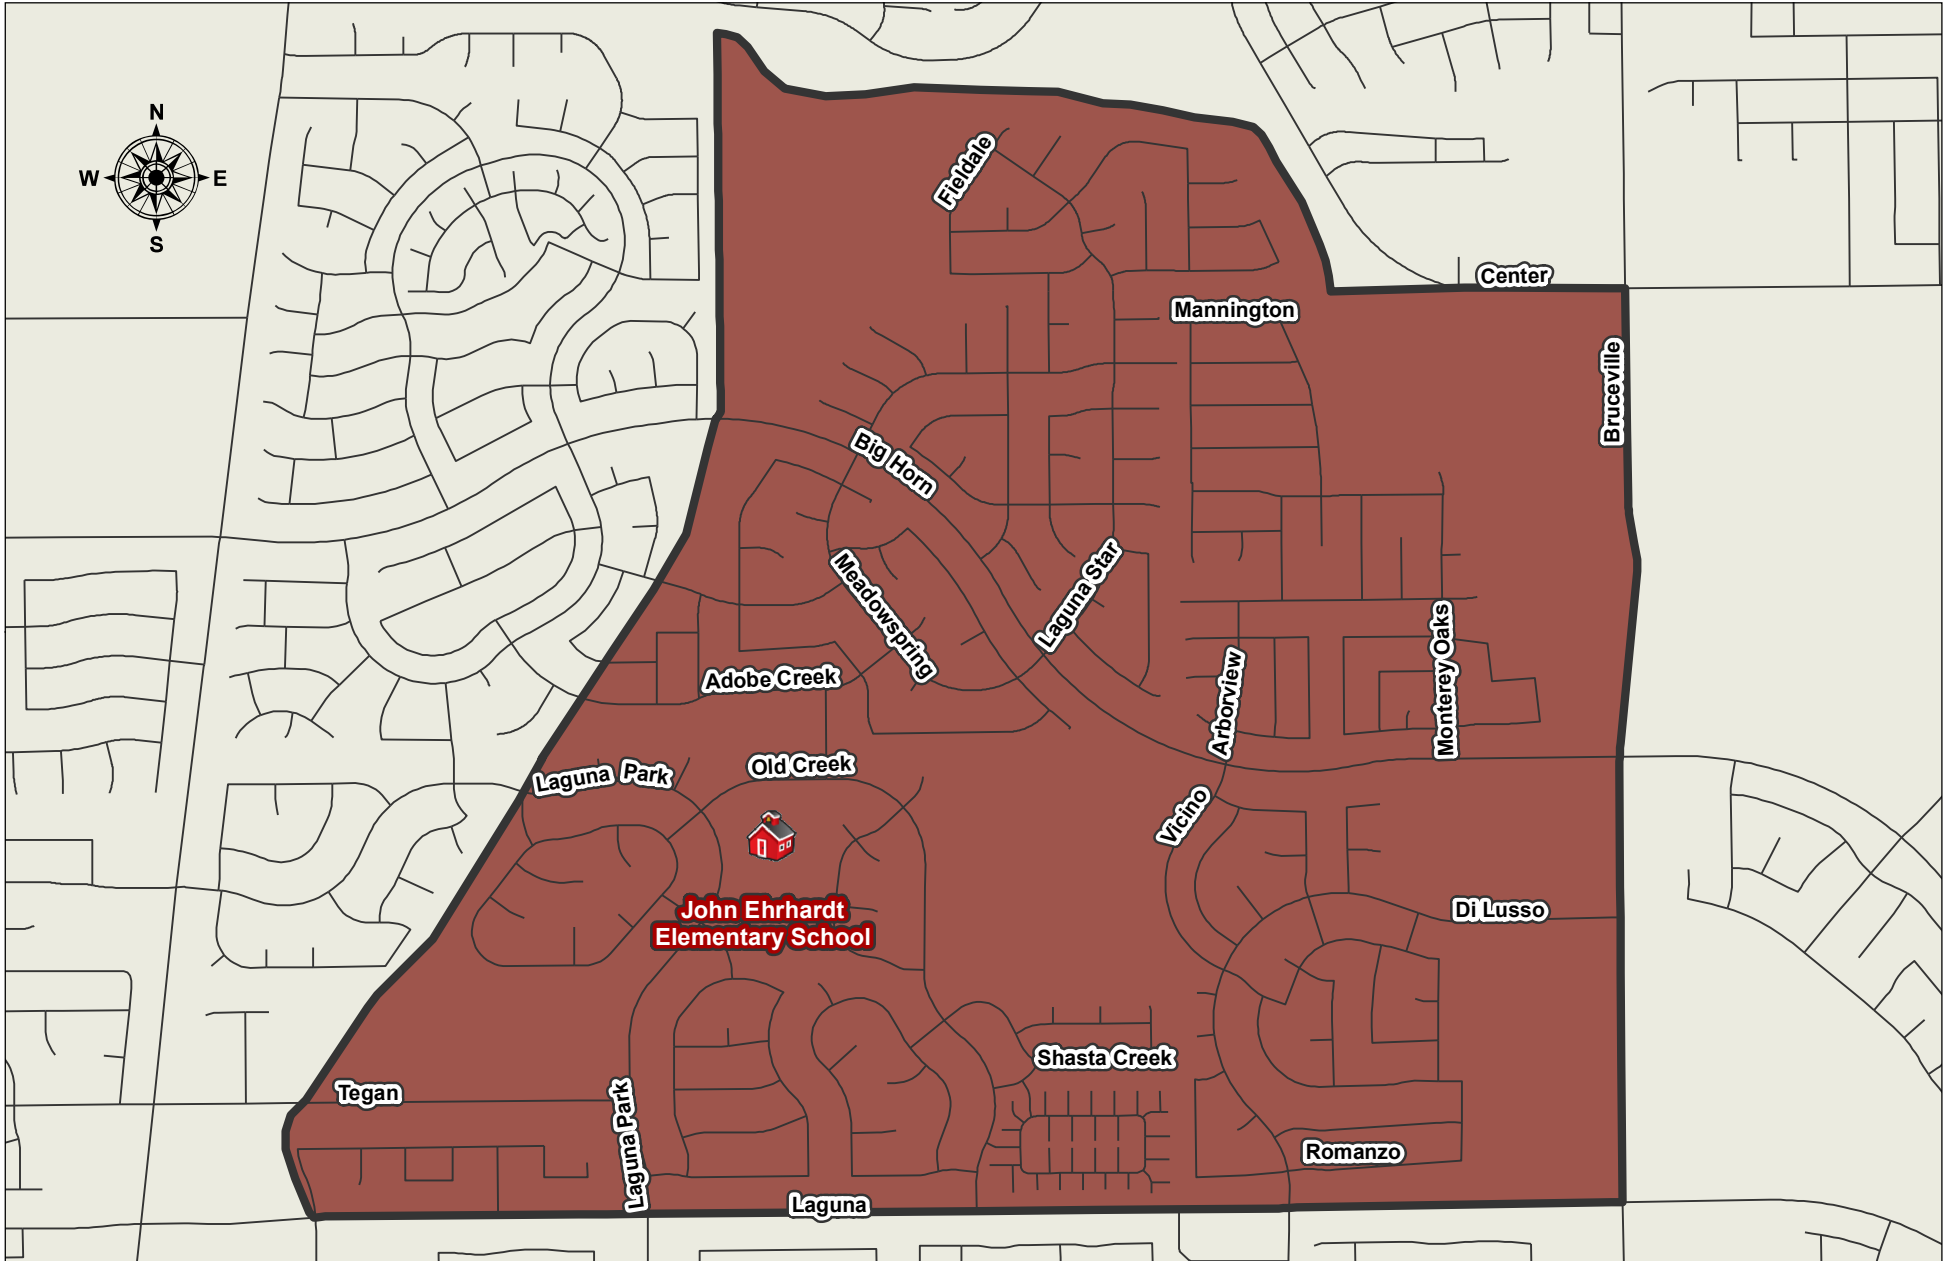 N
W E
S
Fieldale
Center
Mannington
Bruceville
Big Horn
Meadowspring
Laguna Star
Adobe Creek
Arborview
Monterey Oaks
Laguna Park
Old Creek
Vicino
John Ehrhardt
Elementary School
Di Lusso
Shasta Creek
Tegan
Laguna Park
Romanzo
Laguna